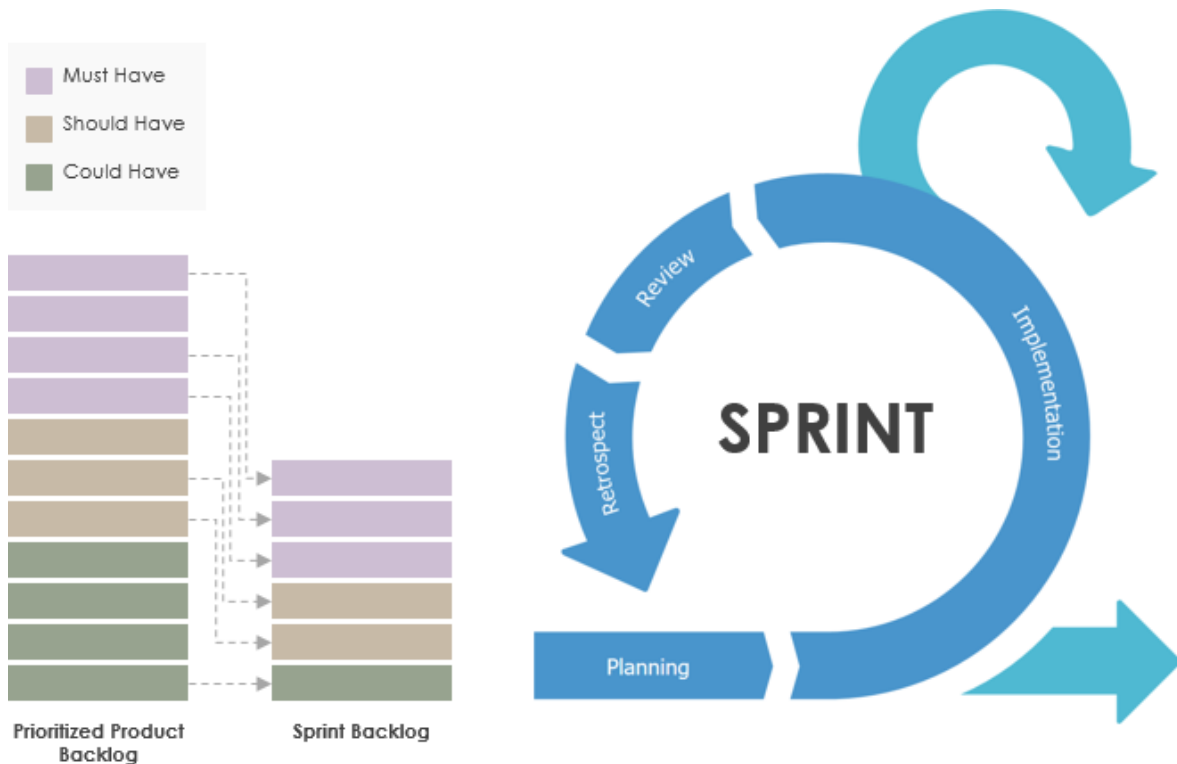 Must Have
Should Have
Could Have
Prioritized Product
Backlog
Sprint Backlog
SPRINT
Planning
Implementation
Review
Retrospect